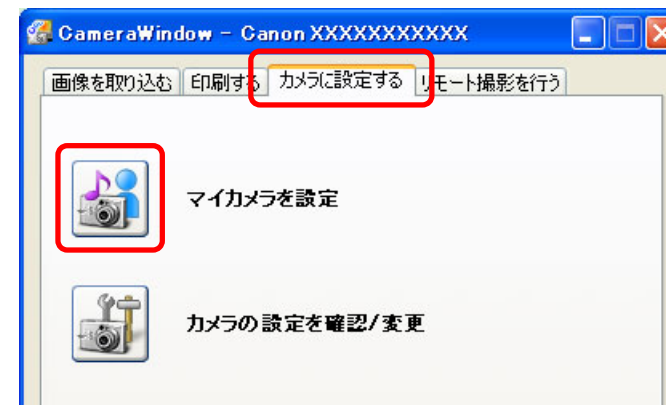 CameraWindow - Canon XXXXXXXXXXXX
画像を取り込む 印刷する カメラに設定する リモート撮影を行う
マイカメラを設定
カメラの設定を確認/変更